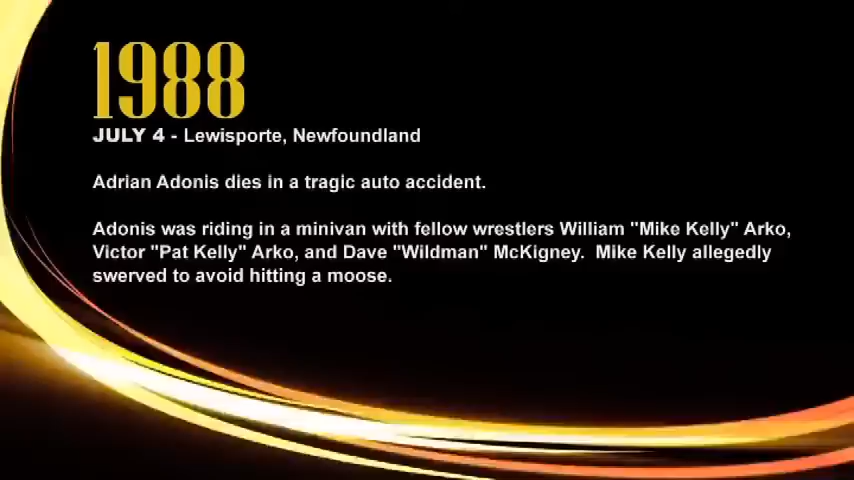 1988
JULY 4 - Lewisporte, Newfoundland
Adrian Adonis dies in a tragic auto accident.
Adonis was riding in a minivan with fellow wrestlers William "Mike Kelly" Arko,
Victor "Pat Kelly" Arko, and Dave "Wildman" McKigney.  Mike Kelly allegedly
swerved to avoid hitting a moose.